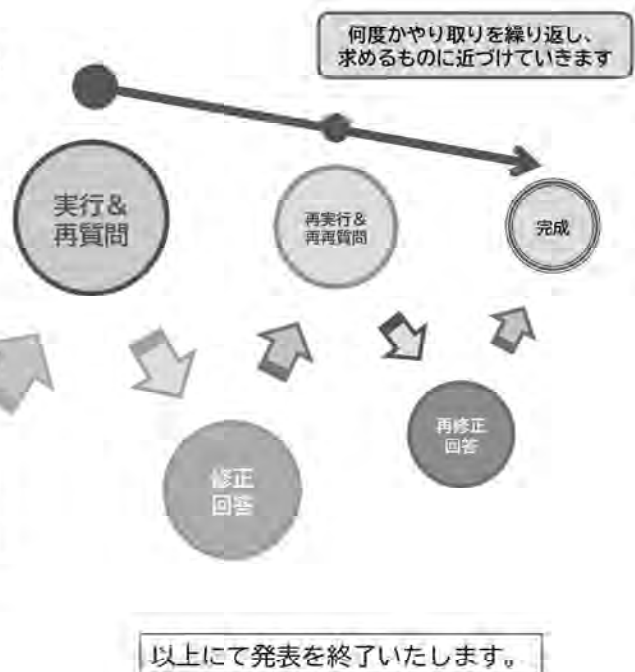 何度かやり取りを繰り返し、
求めるものに近づけていきます
実行&
再質問
再実行&
再再質問
完成
修正
回答
再修正
回答
以上にて発表を終了いたします。